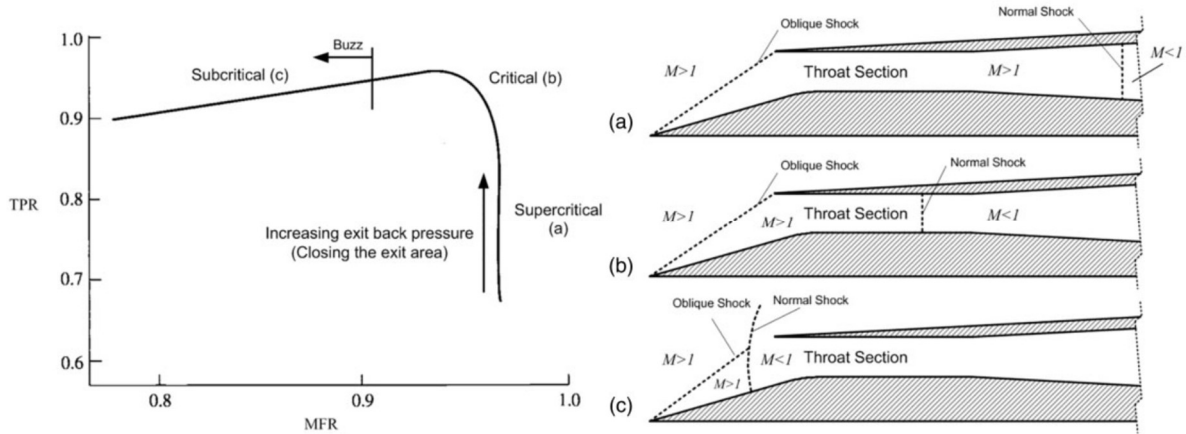 1.0
0.9
0.8
0.7
0.6
TPR
0.8
0.9
1.0
MFR
Buzz
Subcritical (c)
Critical (b)
Supercritical
(a)
Increasing exit back pressure
(Closing the exit area)
(a)
Oblique Shock
Normal Shock
M>1
Throat Section
M>1
M<1
(b)
Oblique Shock
Normal Shock
M>1
M>1
Throat Section
M<1
(c)
Oblique Shock
Normal Shock
M>1
M<1
Throat Section
M>1